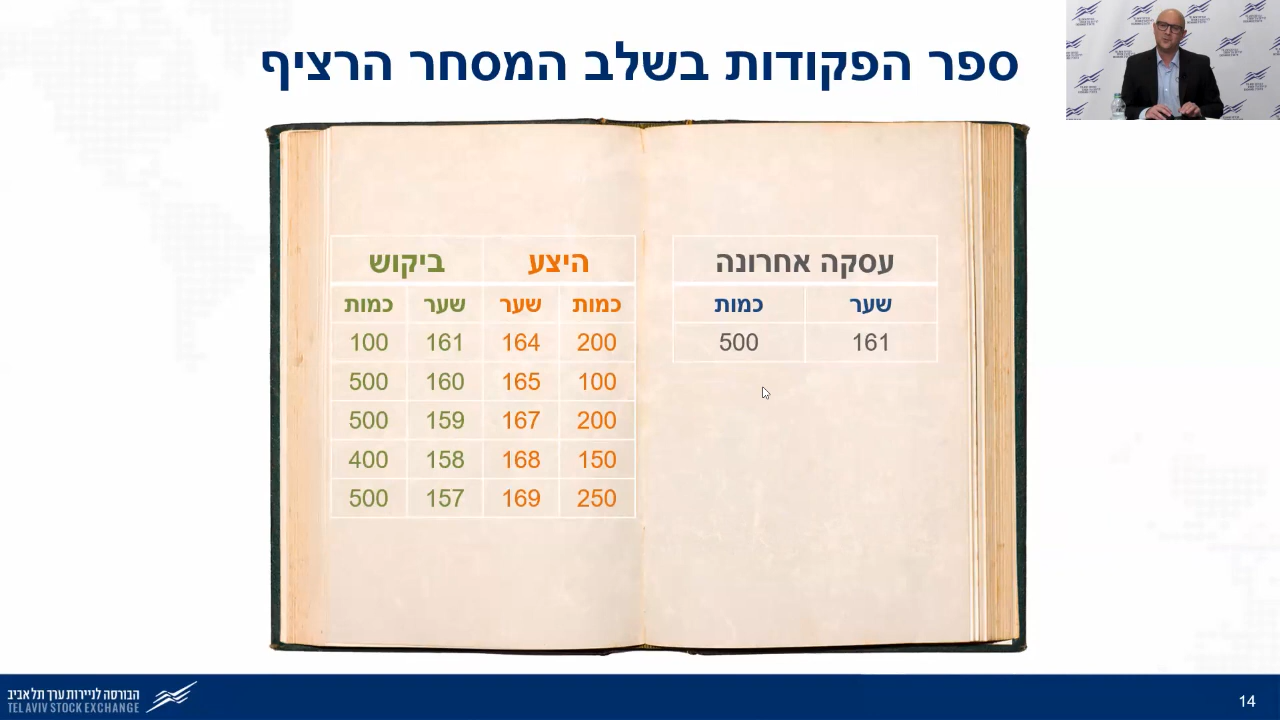 ספר הפקודות בשלב המסחר הרציף
עסקה אחרונה
שער כמות
161 500
היצע ביקוש
כמות שער שער כמות
200 164 161 100
100 165 160 500
200 167 159 500
150 168 158 400
250 169 157 500
14
הבורסה לניירות ערך תל אביב
TEL AVIV STOCK EXCHANGE